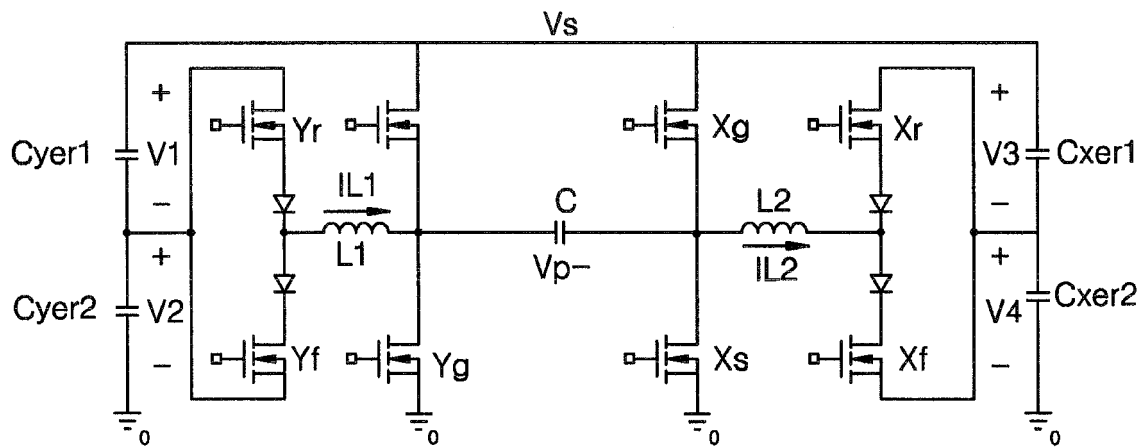 Vs
+
+
Yr
Xg
Xr
Cyer1
V1
V3
Cxer1
IL1
C
L2
−
−
+
L1
Vp−
IL2
+
Cyer2
V2
V4
Cxer2
Yf
Yg
Xs
Xf
−
−
0
0
0
0